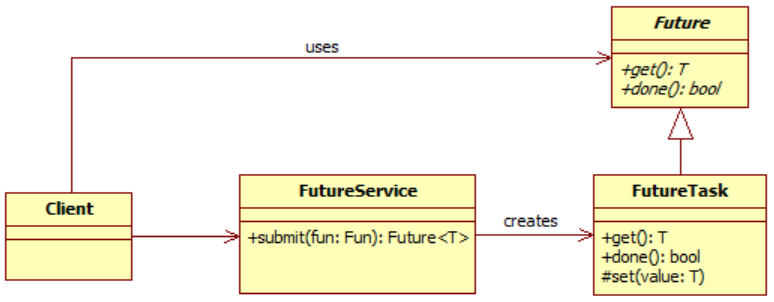 Future
+get(): T
+done(): bool
uses
Client
FutureService
+submit(fun: Fun): Future<T>
creates
FutureTask
+get(): T
+done(): bool
#set(value: T)